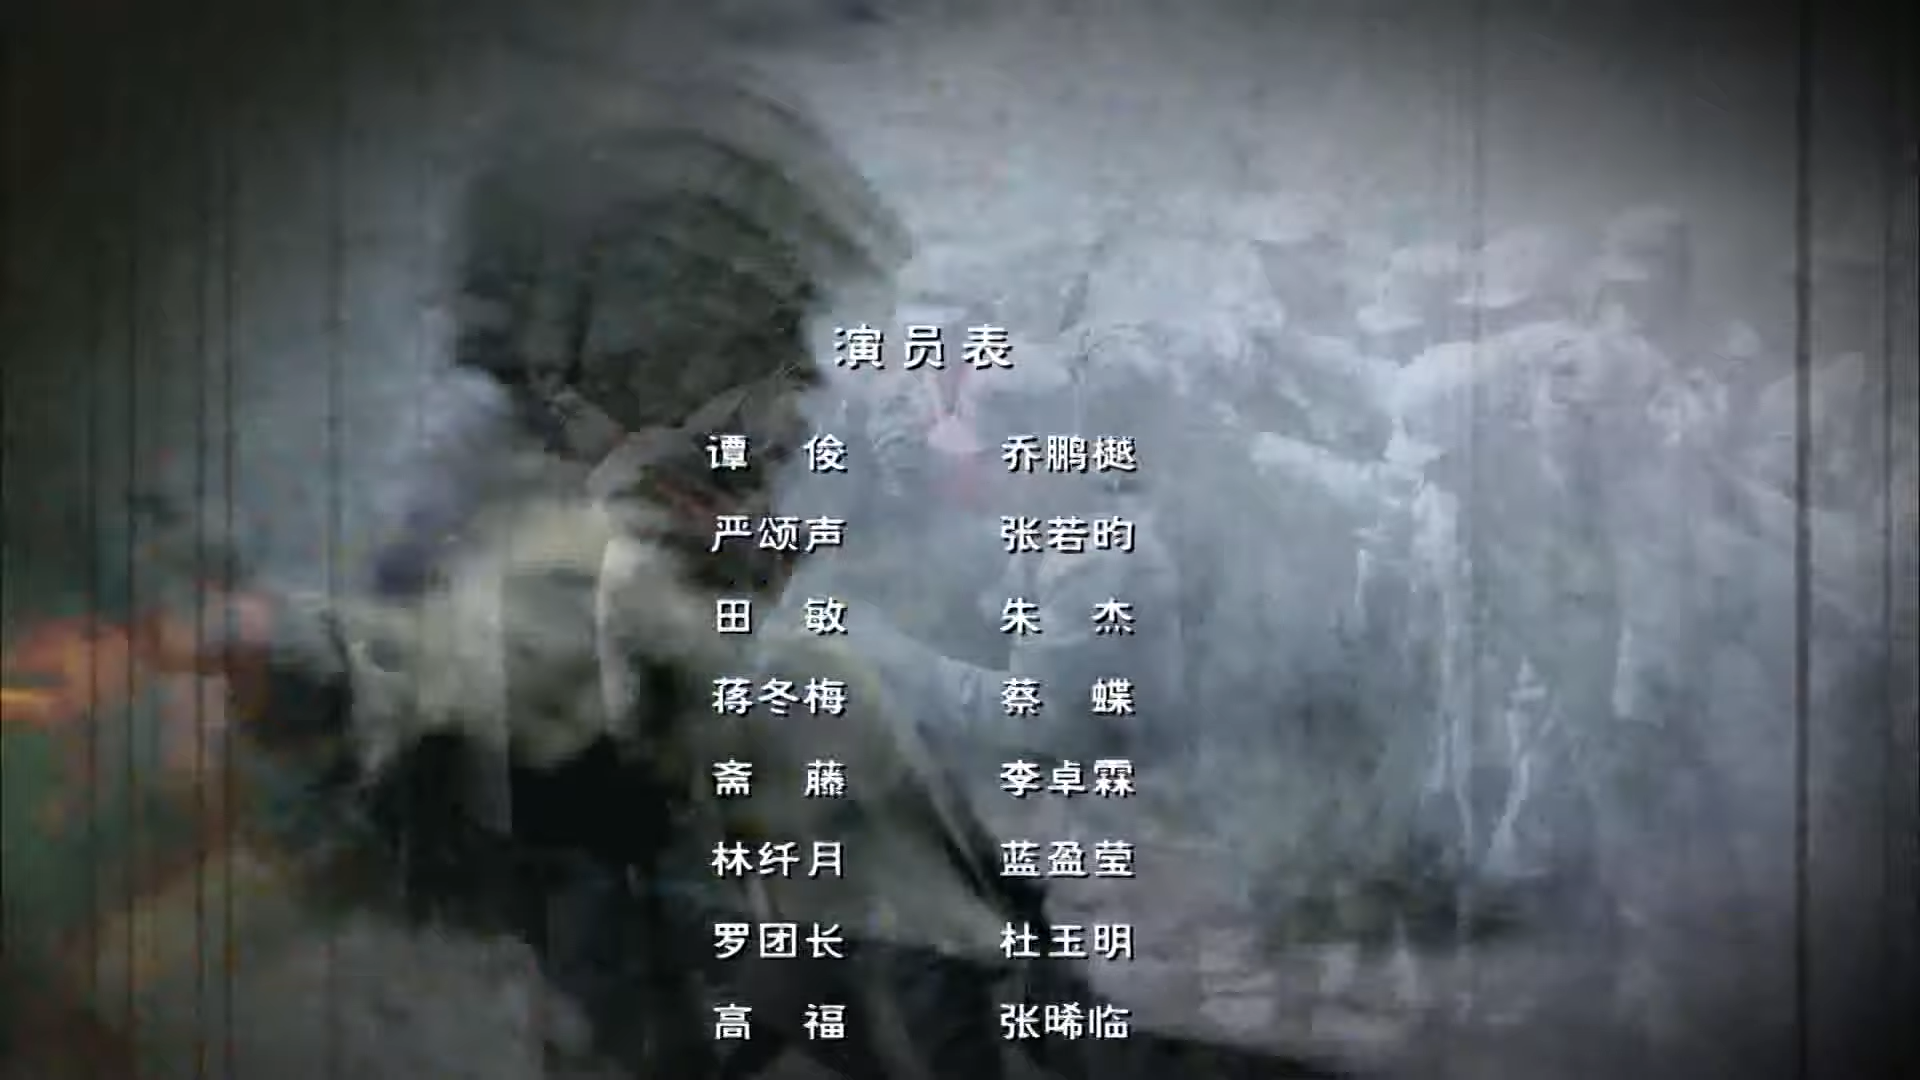 演员表
谭 俊 乔鹏樾
严颂声 张若昀
田 敏 朱 杰
蒋冬梅 蔡 蝶
斋 藤 李卓霖
林纤月 蓝盈莹
罗团长 杜玉明
高 福 张晞临